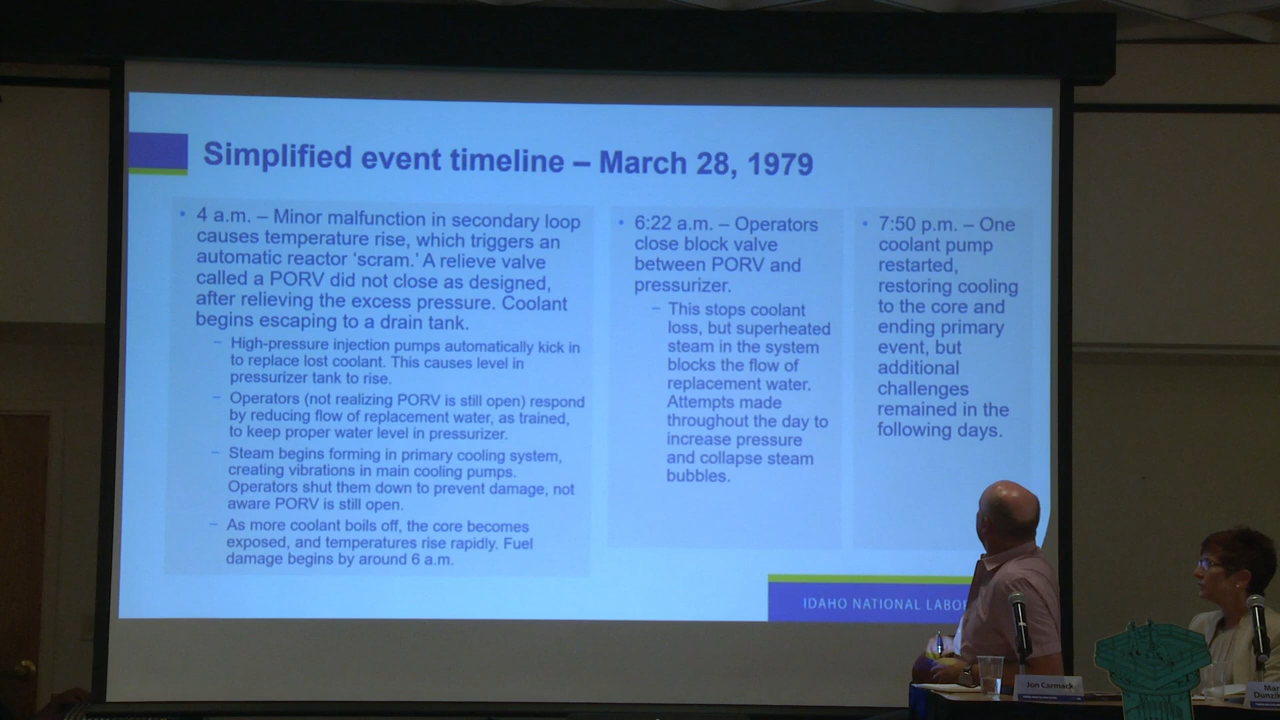 Simplified event timeline – March 28, 1979
• 4 a.m. – Minor malfunction in secondary loop
causes temperature rise, which triggers an
automatic reactor ‘scram.’ A relieve valve
called a PORV did not close as designed,
after relieving the excess pressure. Coolant
begins escaping to a drain tank.
– High-pressure injection pumps automatically kick in
to replace lost coolant. This causes level in
pressurizer tank to rise.
– Operators (not realizing PORV is still open) respond
by reducing flow of replacement water, as trained,
to keep proper water level in pressurizer.
– Steam begins forming in primary cooling system,
creating vibrations in main cooling pumps.
Operators shut them down to prevent damage, not
aware PORV is still open.
– As more coolant boils off, the core becomes
exposed, and temperatures rise rapidly. Fuel
damage begins by around 6 a.m.
• 6:22 a.m. – Operators
close block valve
between PORV and
pressurizer.
– This stops coolant
loss, but superheated
steam in the system
blocks the flow of
replacement water.
Attempts made
throughout the day to
increase pressure
and collapse steam
bubbles.
• 7:50 p.m. – One
coolant pump
restarted,
restoring cooling
to the core and
ending primary
event, but
additional
challenges
remained in the
following days.
IDAHO NATIONAL LABO
Jon Carmack